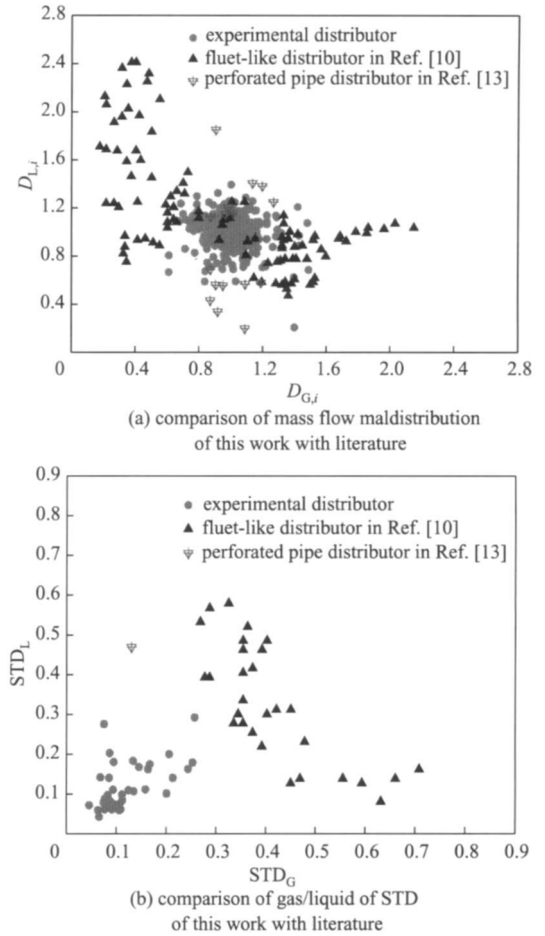 2.8
2.4
2.0
1.6
1.2
0.8
0.4
D_L,i
experimental distributor
fluet-like distributor in Ref. [10]
perforated pipe distributor in Ref. [13]
0 0.4 0.8 1.2 1.6 2.0 2.4 2.8
D_G,i
(a) comparison of mass flow maldistribution
of this work with literature
0.9
0.8
0.7
0.6
0.5
0.4
0.3
0.2
0.1
STD_L
experimental distributor
fluet-like distributor in Ref. [10]
perforated pipe distributor in Ref. [13]
0 0.1 0.2 0.3 0.4 0.5 0.6 0.7 0.8 0.9
STD_G
(b) comparison of gas/liquid of STD
of this work with literature